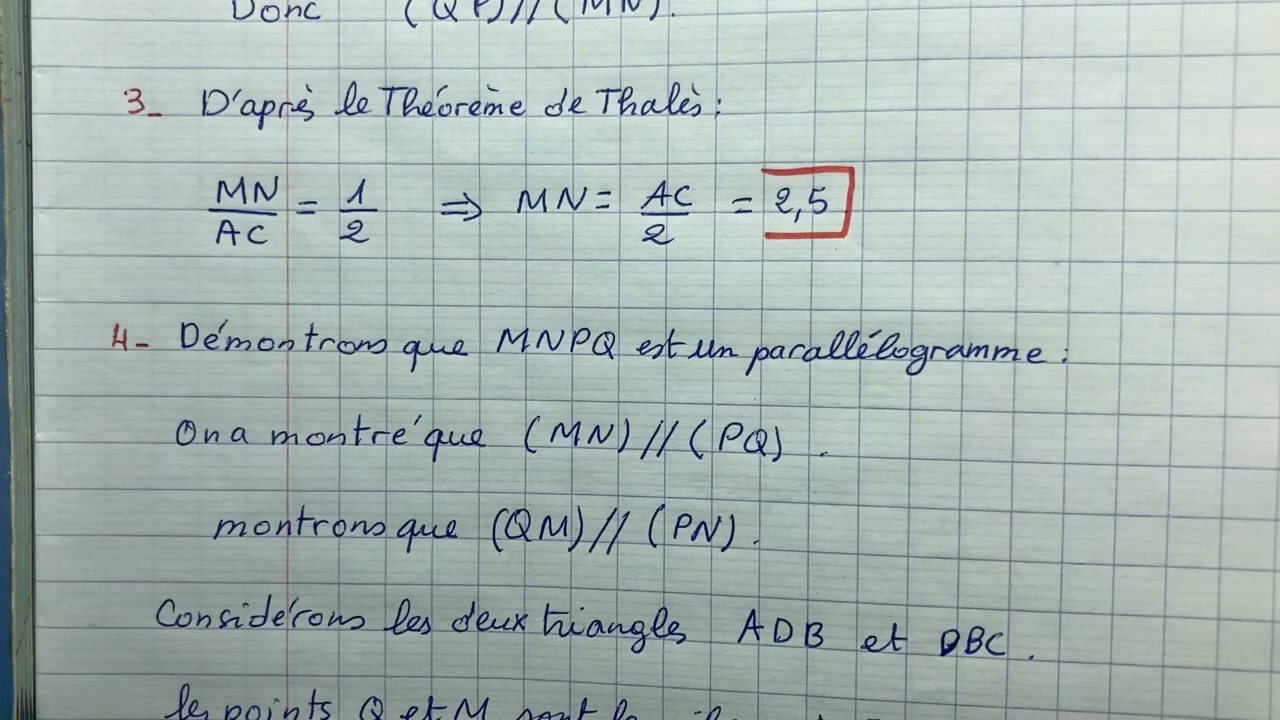 Donc (QP)//(MN).
3_ D'après le Théorème de Thalès:
MN/AC = 1/2 ⇒ MN = AC/2 = 2,5
4- Démontrons que MNPQ est un parallélogramme :
On a montré que (MN)//(PQ).
montrons que (QM)//(PN).
Considérons les deux triangles ADB et DBC.
les points Q et M sont